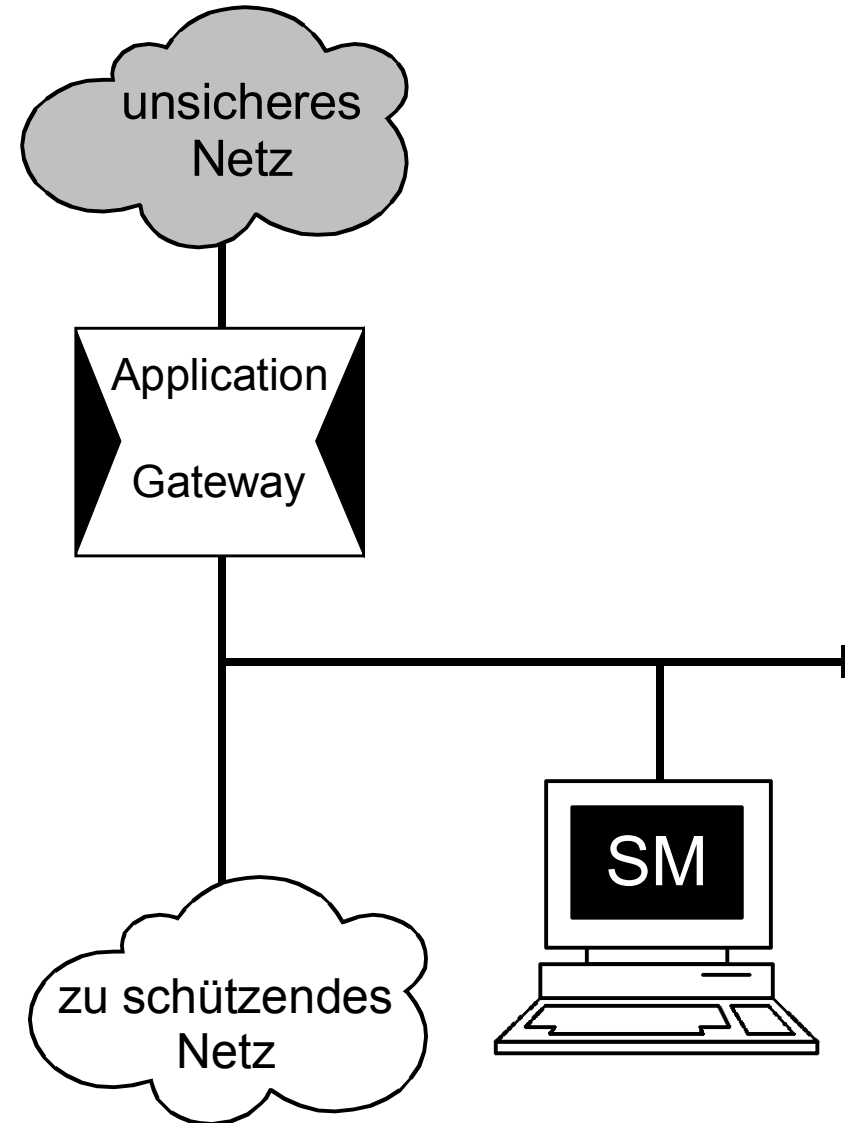 unsicheres
Netz
Application
Gateway
SM
zu schützendes
Netz